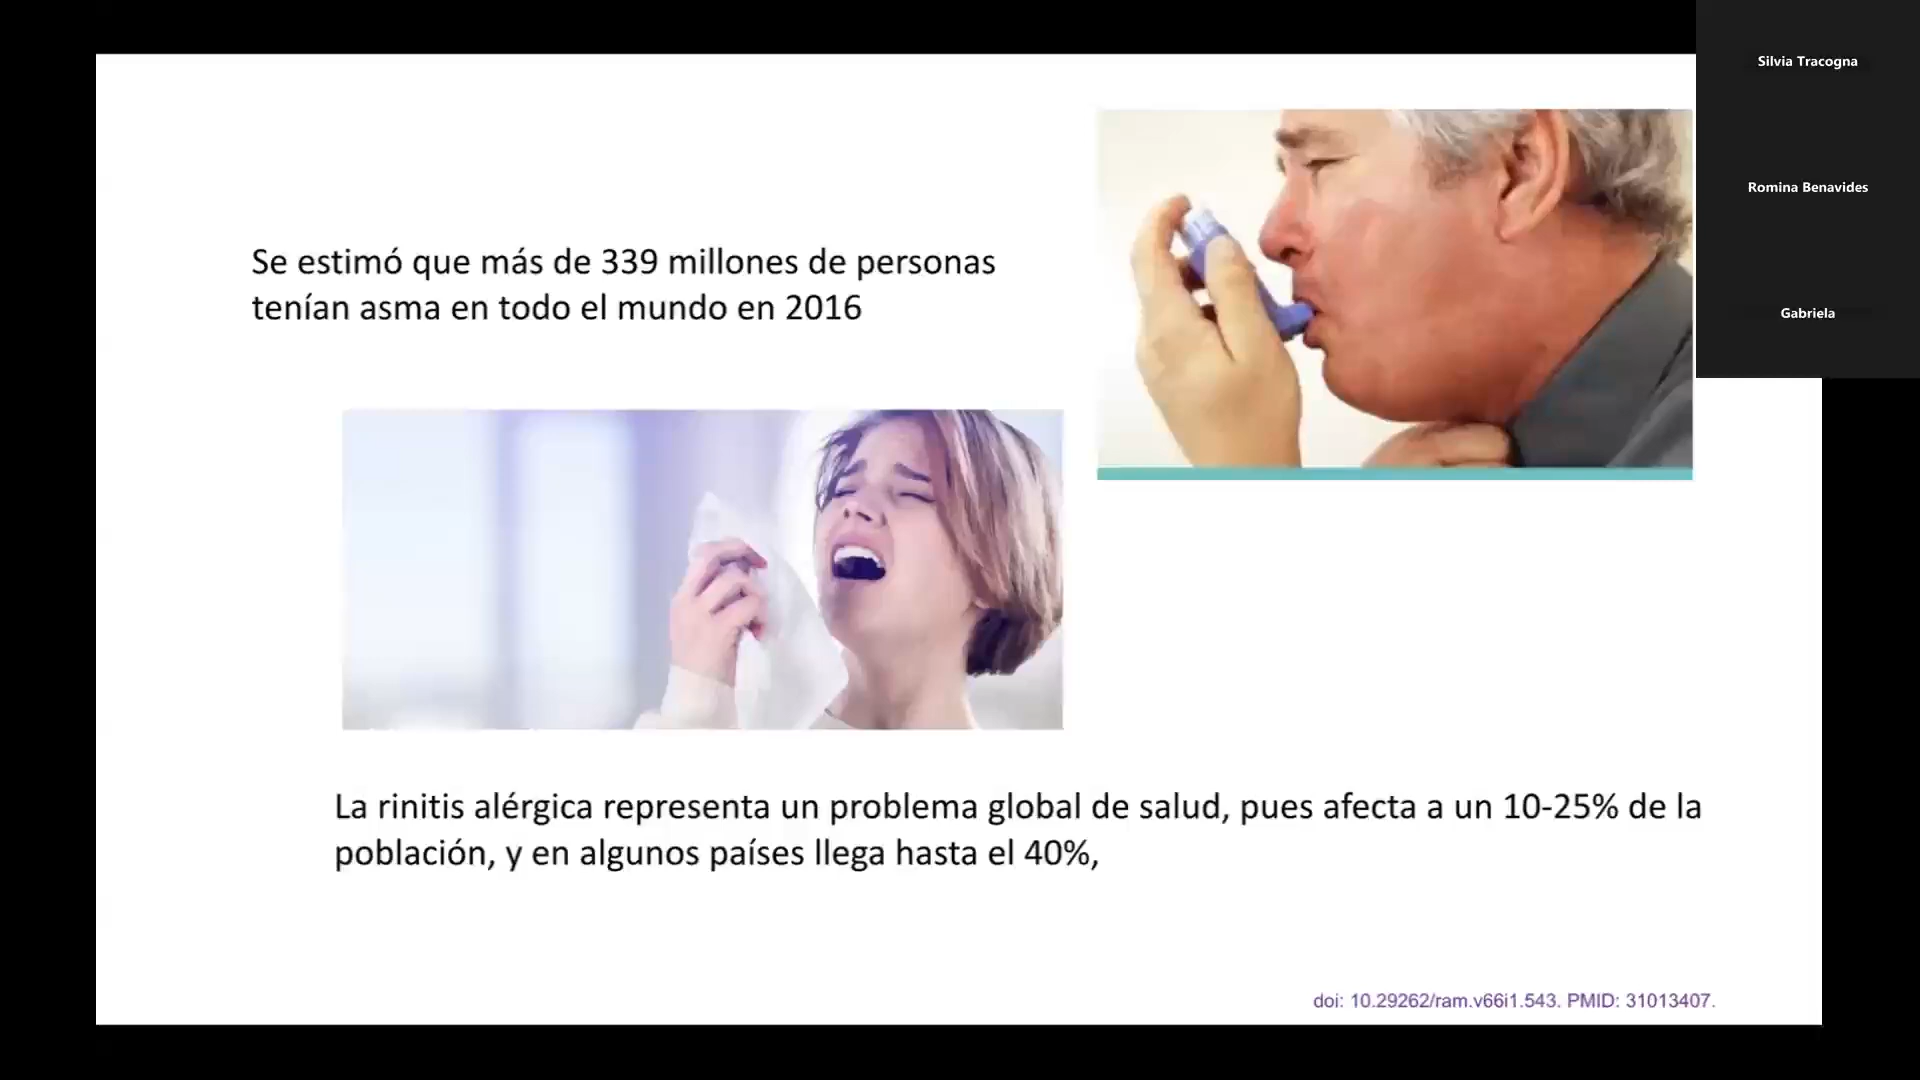 Silvia Tracogna
Romina Benavides
Gabriela
Se estimó que más de 339 millones de personas
tenían asma en todo el mundo en 2016
La rinitis alérgica representa un problema global de salud, pues afecta a un 10-25% de la
población, y en algunos países llega hasta el 40%,
doi: 10.29262/ram.v66i1.543. PMID: 31013407.